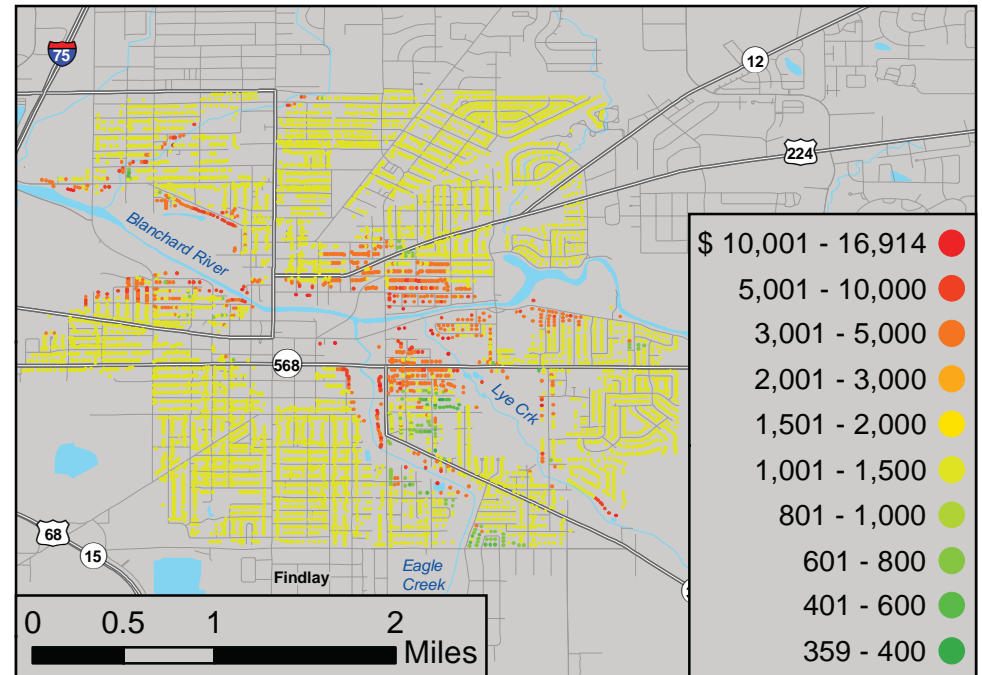 75
12
224
Blanchard River
568
Lye Crk
68
15
Findlay
Eagle
Creek
0 0.5 1 2
Miles
$ 10,001 - 16,914
5,001 - 10,000
3,001 - 5,000
2,001 - 3,000
1,501 - 2,000
1,001 - 1,500
801 - 1,000
601 - 800
401 - 600
359 - 400